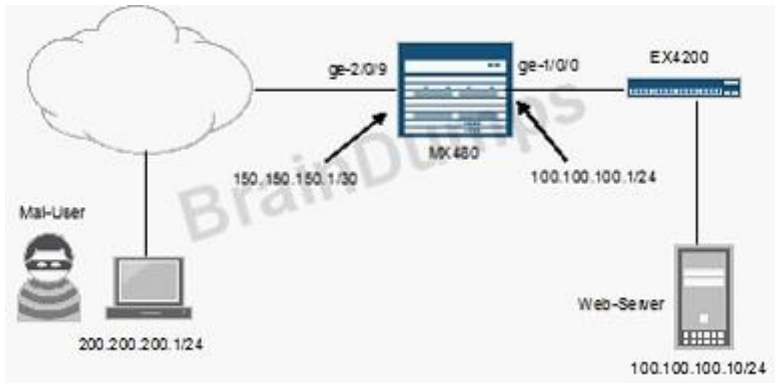 ge-2/0/9
ge-1/0/0
EX4200
MX480
150.150.150.1/30
100.100.100.1/24
BrainDumps
Mal-User
200.200.200.1/24
Web-Server
100.100.100.10/24